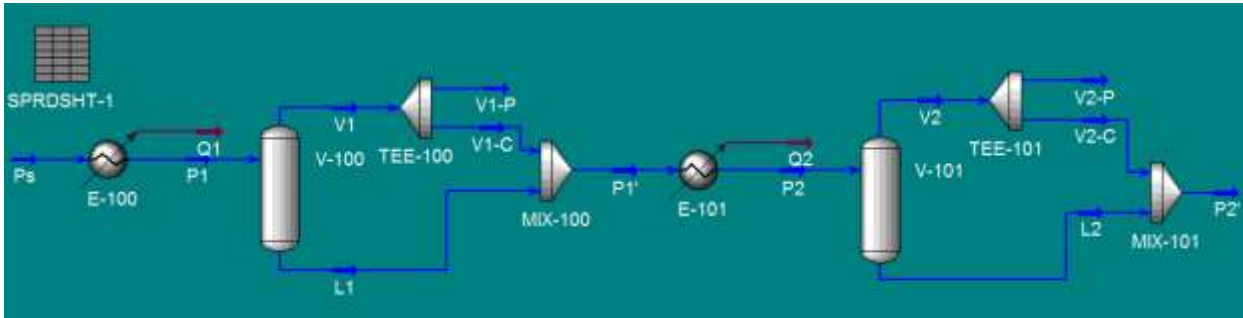 SPRDSHT-1
Ps
E-100
Q1
P1
V1
V-100
TEE-100
V1-P
V1-C
L1
MIX-100
P1'
E-101
Q2
P2
V2
V-101
TEE-101
V2-P
V2-C
L2
MIX-101
P2'